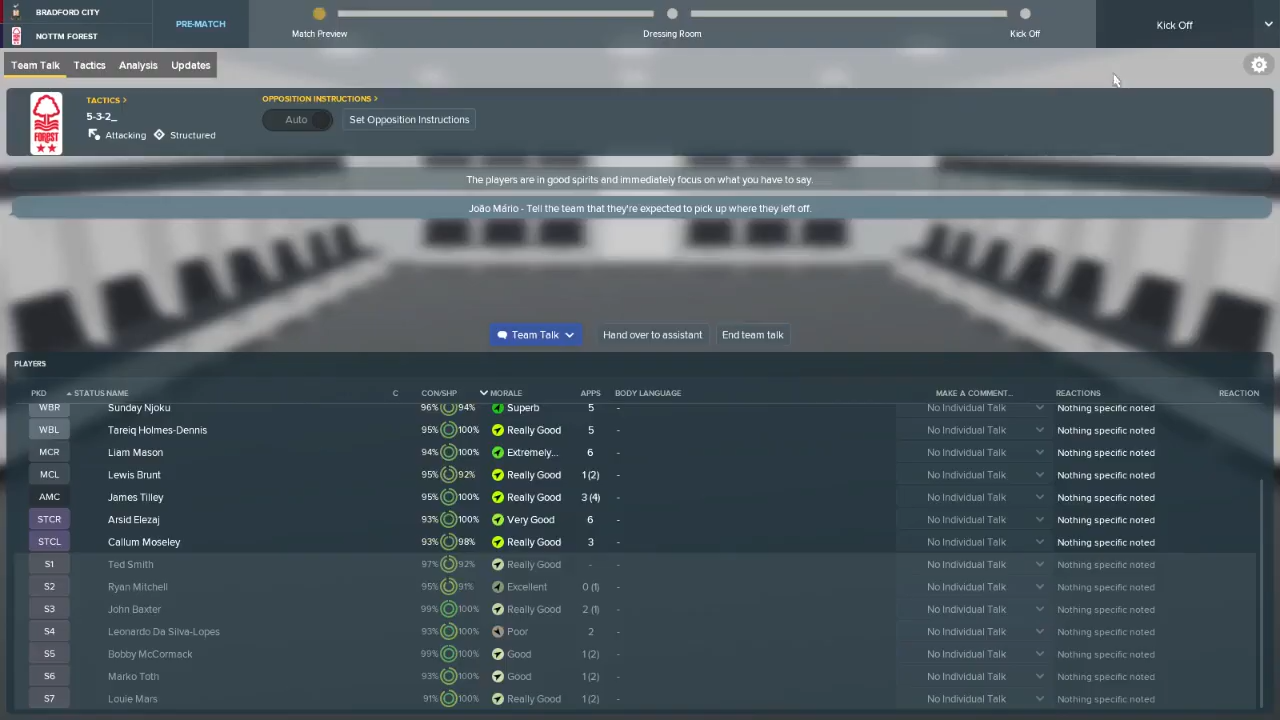 BRADFORD CITY
NOTTM FOREST
PRE-MATCH
Match Preview
Dressing Room
Kick Off
Kick Off
Team Talk Tactics Analysis Updates
TACTICS >
5-3-2_
Attacking Structured
OPPOSITION INSTRUCTIONS >
Auto Set Opposition Instructions
FOREST
The players are in good spirits and immediately focus on what you have to say.
João Mário - Tell the team that they're expected to pick up where they left off.
Team Talk Hand over to assistant End team talk
PLAYERS
PKD STATUS NAME C CON/SHP MORALE APPS BODY LANGUAGE MAKE A COMMENT... REACTIONS REACTION
WBR Sunday Njoku 96% 94% Superb 5 - No Individual Talk Nothing specific noted
WBL Tareiq Holmes-Dennis 95% 100% Really Good 5 - No Individual Talk Nothing specific noted
MCR Liam Mason 94% 100% Extremely... 6 - No Individual Talk Nothing specific noted
MCL Lewis Brunt 95% 92% Really Good 1 (2) - No Individual Talk Nothing specific noted
AMC James Tilley 95% 100% Really Good 3 (4) - No Individual Talk Nothing specific noted
STCR Arsid Elezaj 93% 100% Very Good 6 - No Individual Talk Nothing specific noted
STCL Callum Moseley 93% 98% Really Good 3 - No Individual Talk Nothing specific noted
S1 Ted Smith 97% 92% Really Good - - No Individual Talk Nothing specific noted
S2 Ryan Mitchell 95% 91% Excellent 0 (1) - No Individual Talk Nothing specific noted
S3 John Baxter 99% 100% Really Good 2 (1) - No Individual Talk Nothing specific noted
S4 Leonardo Da Silva-Lopes 93% 100% Poor 2 - No Individual Talk Nothing specific noted
S5 Bobby McCormack 99% 100% Good 1 (2) - No Individual Talk Nothing specific noted
S6 Marko Toth 93% 100% Good 1 (2) - No Individual Talk Nothing specific noted
S7 Louie Mars 91% 100% Really Good 1 (2) - No Individual Talk Nothing specific noted